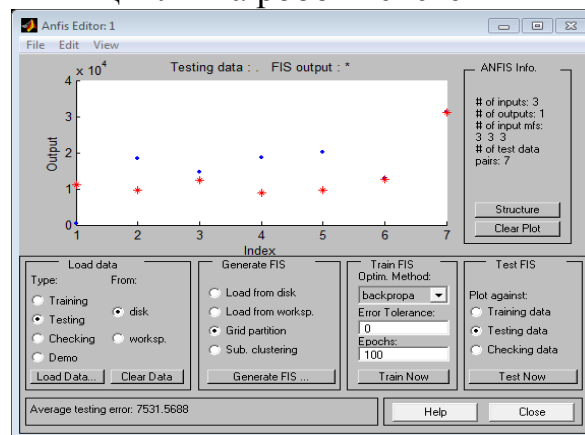 Anfis Editor: 1
File Edit View
x 10^4
Testing data : . FIS output : *
4
3
2
1
0
Output
1 2 3 4 5 6 7
Index
ANFIS Info.
# of inputs: 3
# of outputs: 1
# of input mfs:
3 3 3
# of test data
pairs: 7
Structure
Clear Plot
Load data
Type: From:
Training
Testing
Checking
Demo
disk
worksp.
Load Data... Clear Data
Generate FIS
Load from disk
Load from worksp.
Grid partition
Sub. clustering
Generate FIS ...
Train FIS
Optim. Method:
backpropa
Error Tolerance:
0
Epochs:
100
Train Now
Test FIS
Plot against:
Training data
Testing data
Checking data
Test Now
Average testing error: 7531.5688
Help Close